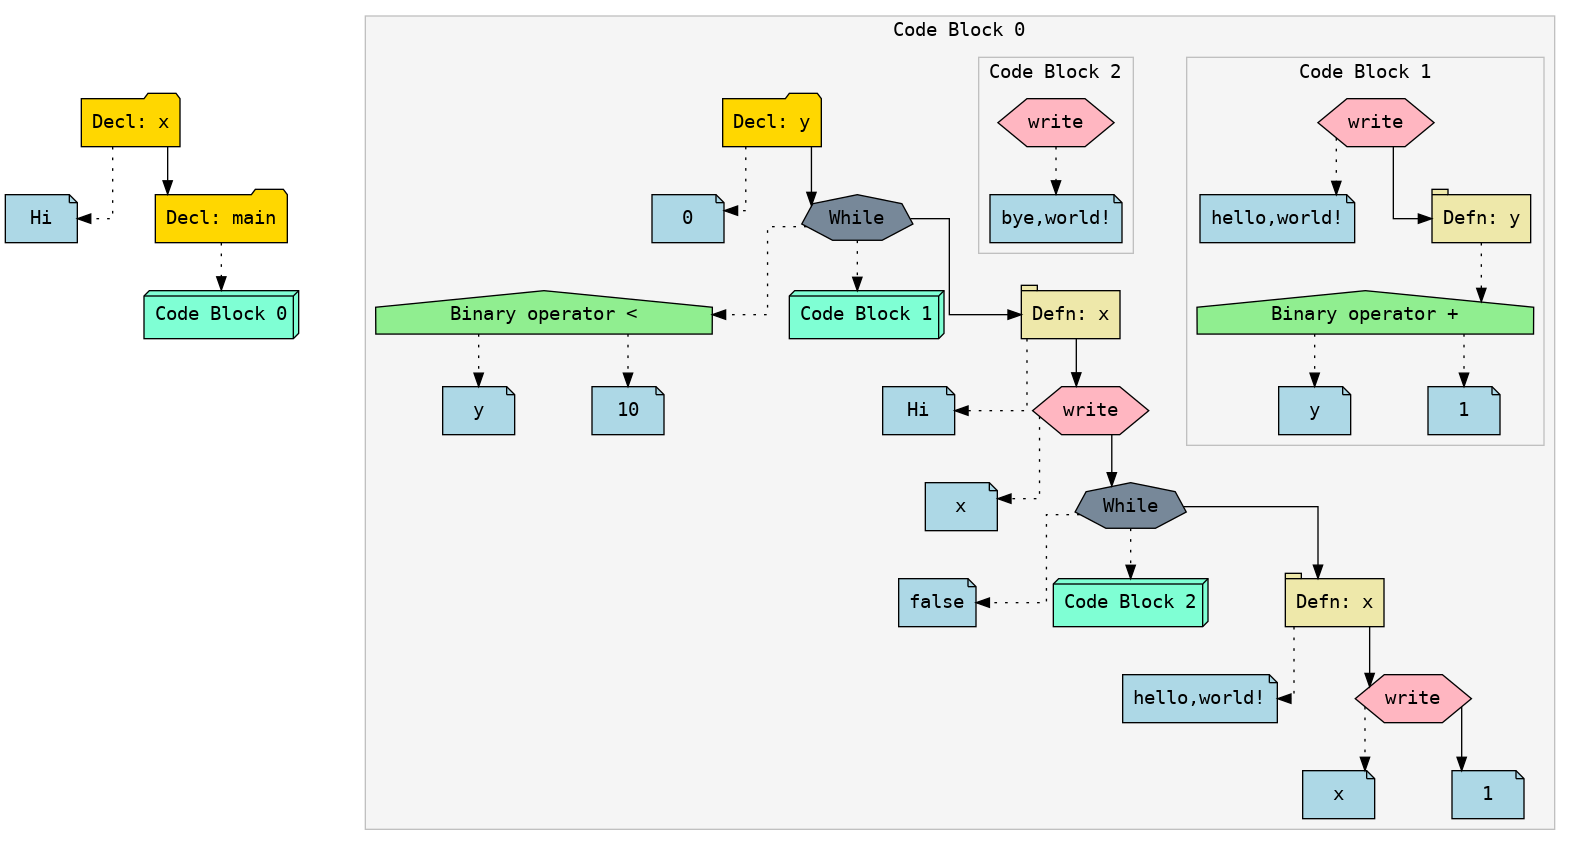 Code Block 0
Code Block 2
Code Block 1
Decl: x
Decl: y
write
write
Hi
Decl: main
0
While
bye,world!
hello,world!
Defn: y
Code Block 0
Binary operator <
Code Block 1
Defn: x
Binary operator +
y
10
Hi
write
y
1
x
While
false
Code Block 2
Defn: x
hello,world!
write
x
1